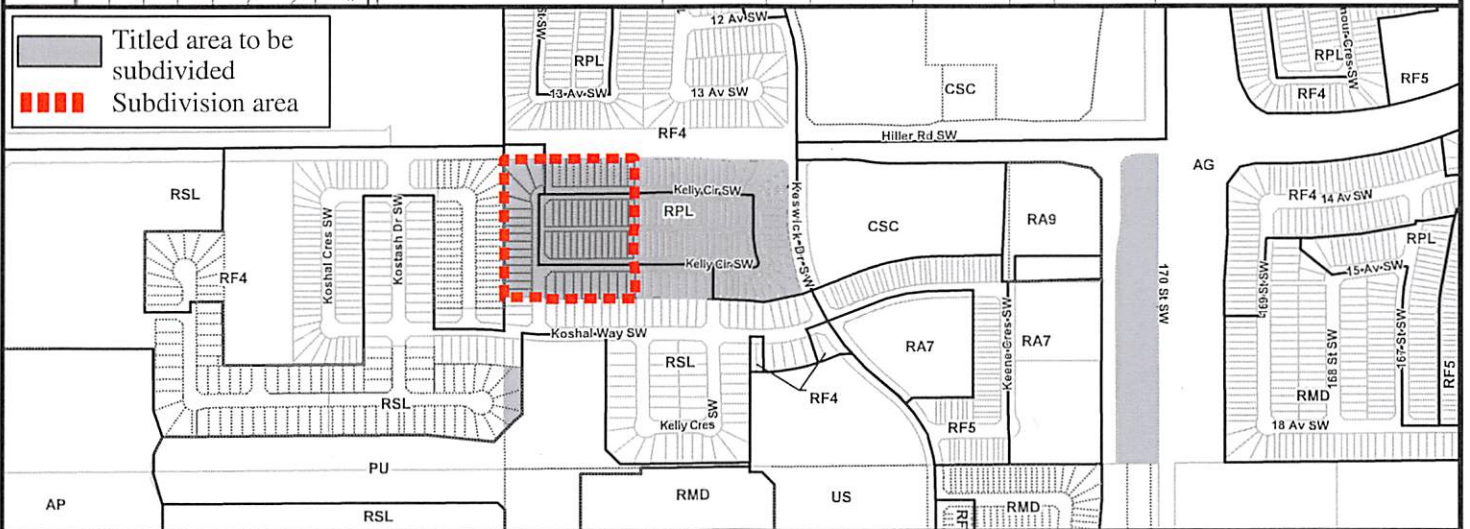 Titled area to be
subdivided
Subdivision area
12 Av SW
RPL
13 Av SW
13 Av SW
RF4
CSC
Hiller Rd SW
RPL
RF4
RF5
AG
RSL
Koshal Cres SW
Kostash Dr SW
RF4
Kelly Cir SW
RPL
Kelly Cir SW
Keswick Dr SW
CSC
RA9
170 St SW
RF4
14 Av SW
RPL
15 Av SW
169 St SW
168 St SW
167 St SW
RF5
Koshal Way SW
RSL
RA7
Keene Cres SW
RA7
RF4
RMD
RSL
Kelly Cres
SW
RF5
18 Av SW
PU
AP
RSL
RMD
US
RMD